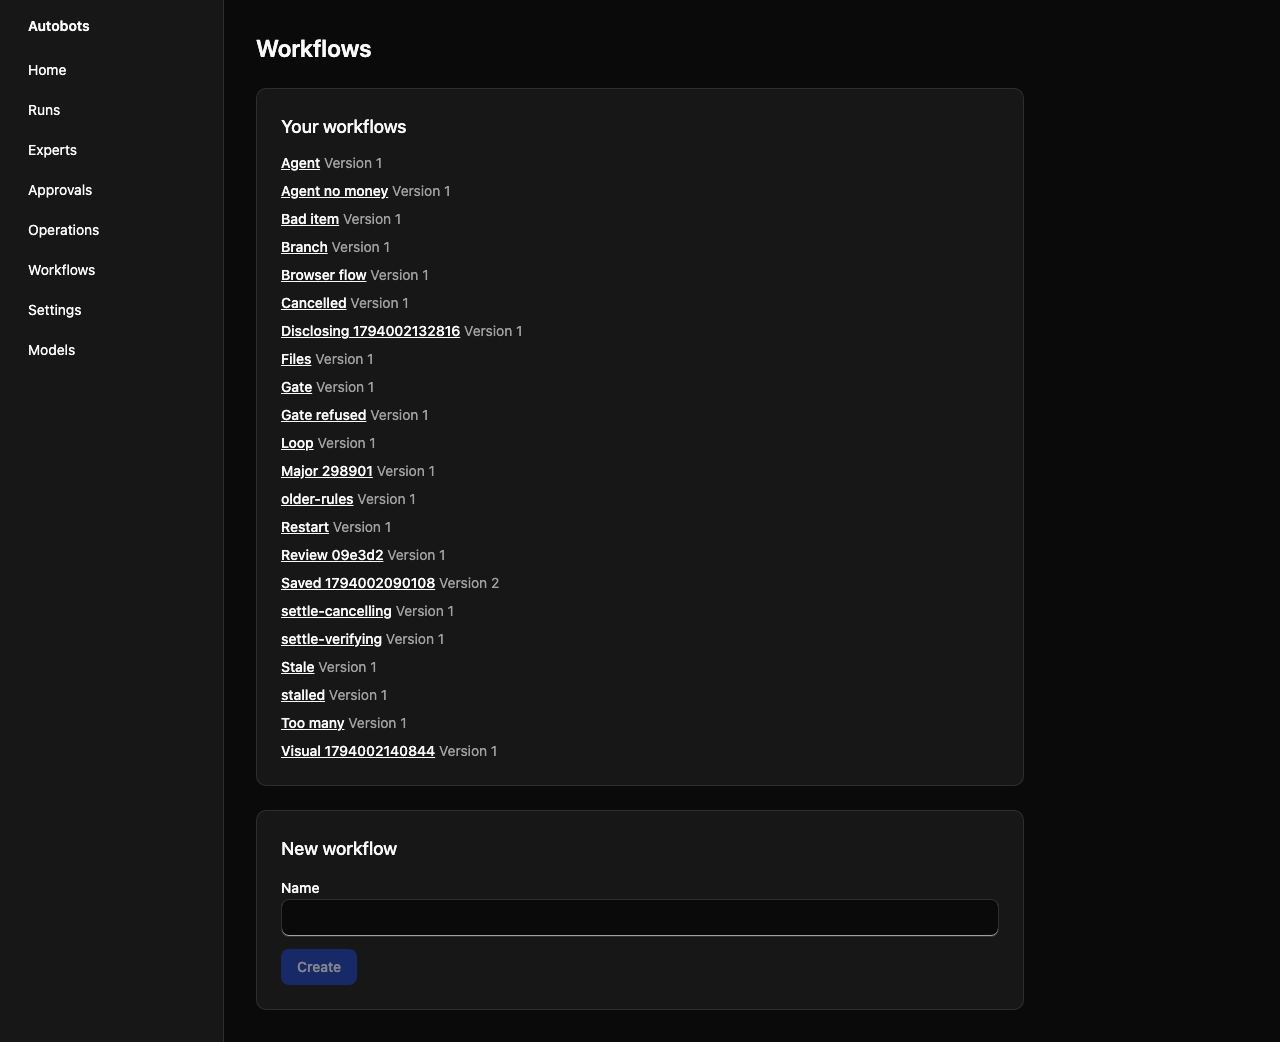 Autobots
Home
Runs
Experts
Approvals
Operations
Workflows
Settings
Models
Workflows
Your workflows
Agent Version 1
Agent no money Version 1
Bad item Version 1
Branch Version 1
Browser flow Version 1
Cancelled Version 1
Disclosing 1794002132816 Version 1
Files Version 1
Gate Version 1
Gate refused Version 1
Loop Version 1
Major 298901 Version 1
older-rules Version 1
Restart Version 1
Review 09e3d2 Version 1
Saved 1794002090108 Version 2
settle-cancelling Version 1
settle-verifying Version 1
Stale Version 1
stalled Version 1
Too many Version 1
Visual 1794002140844 Version 1
New workflow
Name
Create